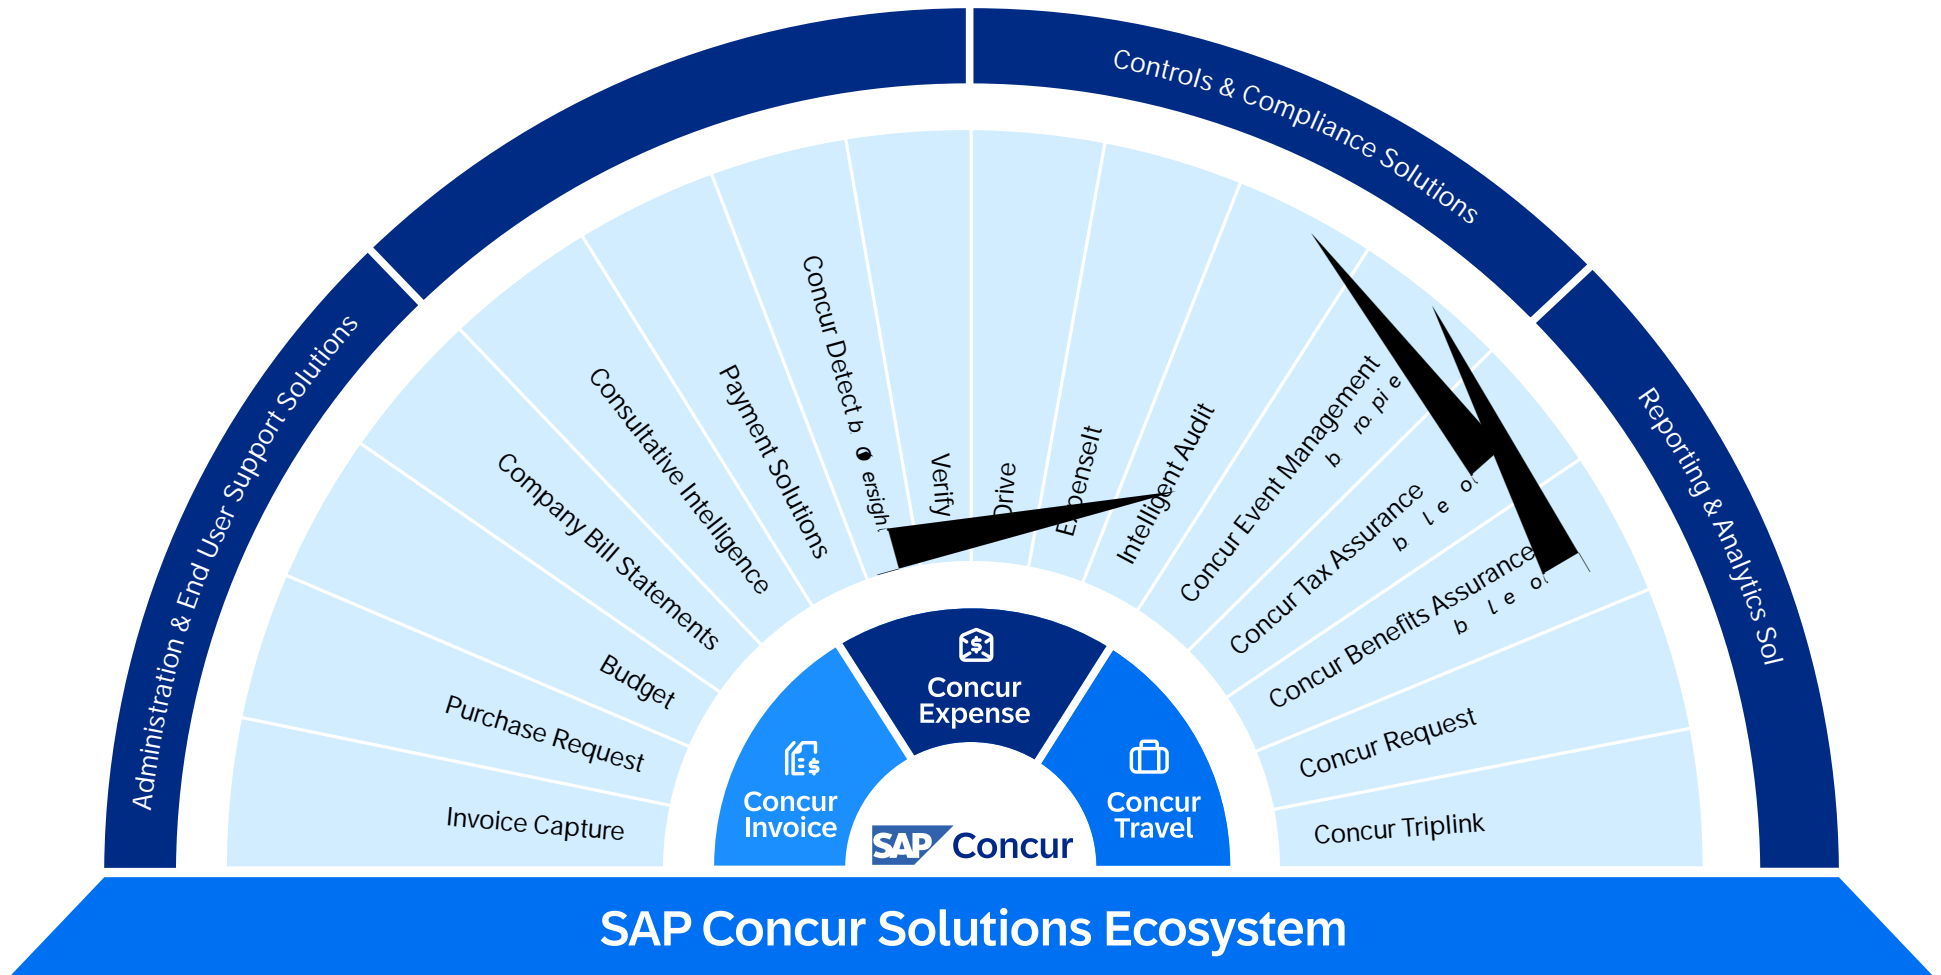 Administration & End User Support Solutions
Controls & Compliance Solutions
Reporting & Analytics Sol
Invoice Capture
Purchase Request
Budget
Company Bill Statements
Consultative Intelligence
Payment Solutions
Concur Detect
Verify
Drive
ExpenseIt
Intelligent Audit
Concur Event Management
Concur Tax Assurance
Concur Benefits Assurance
Concur Request
Concur Triplink
Concur
Invoice
Concur
Expense
Concur
Travel
SAP Concur
SAP Concur Solutions Ecosystem